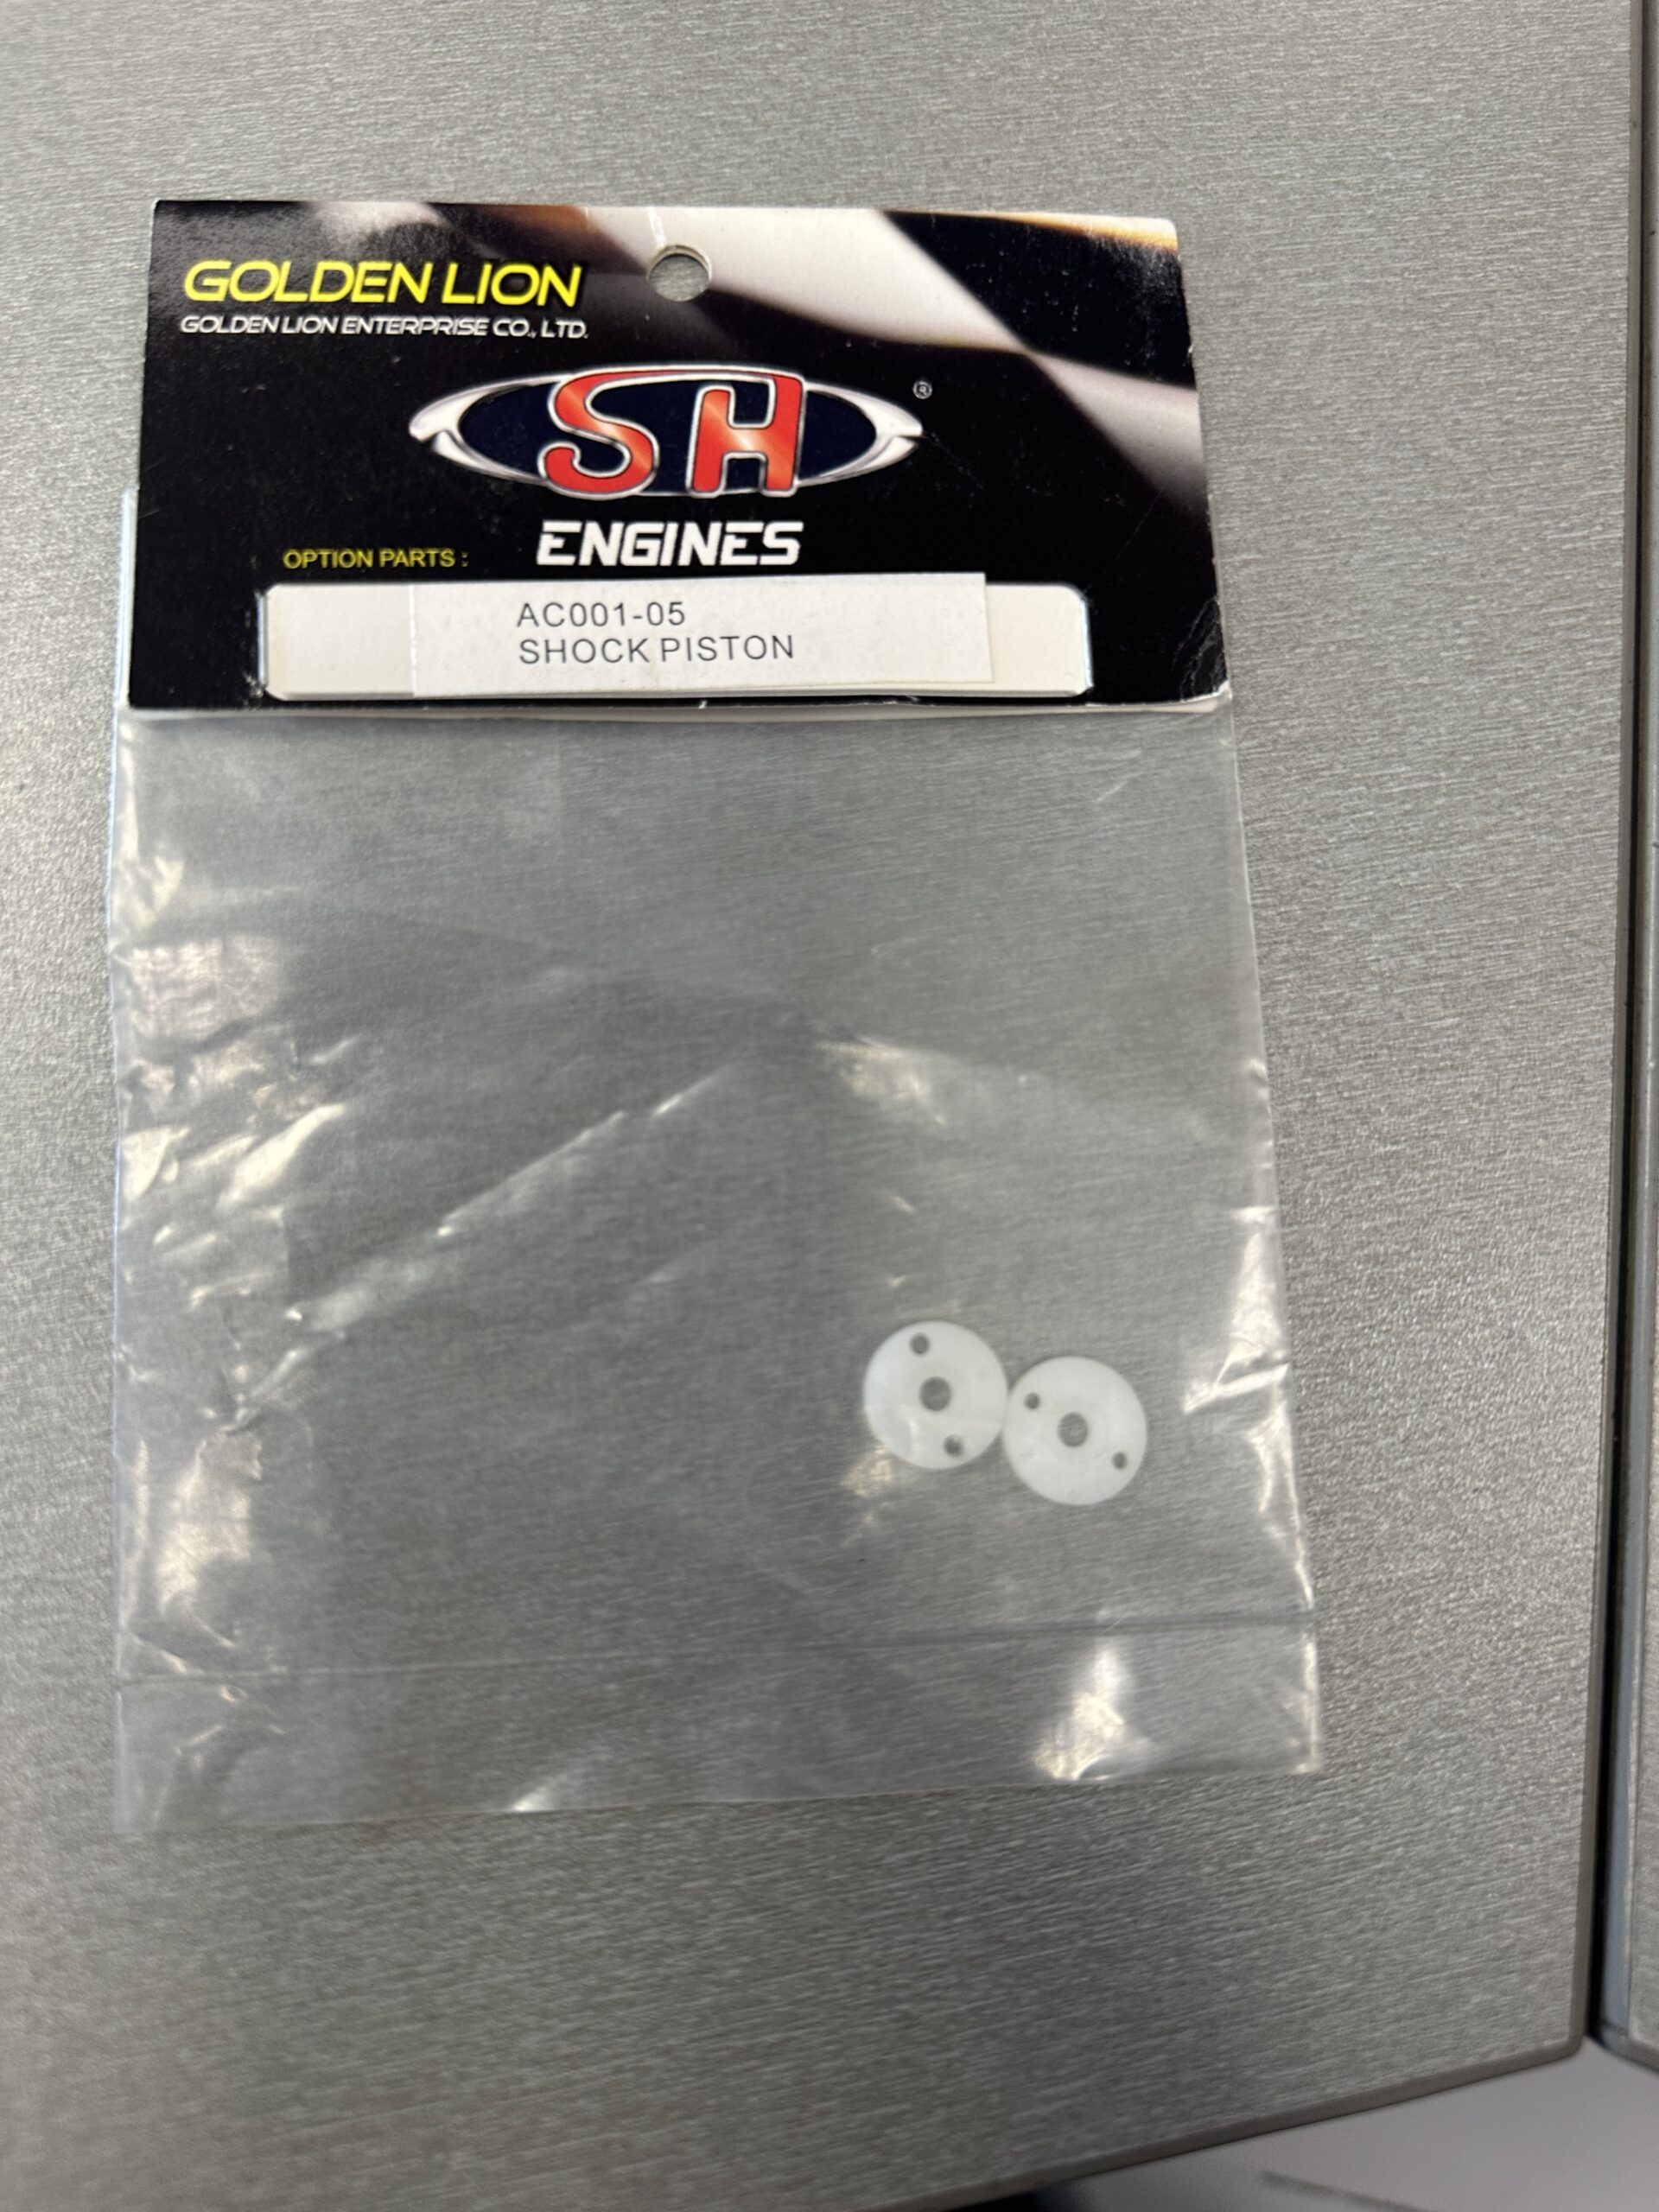 GOLDEN LION
GOLDEN LION ENTERPRISE CO., LTD.
SH®
ENGINES
OPTION PARTS :
AC001-05
SHOCK PISTON